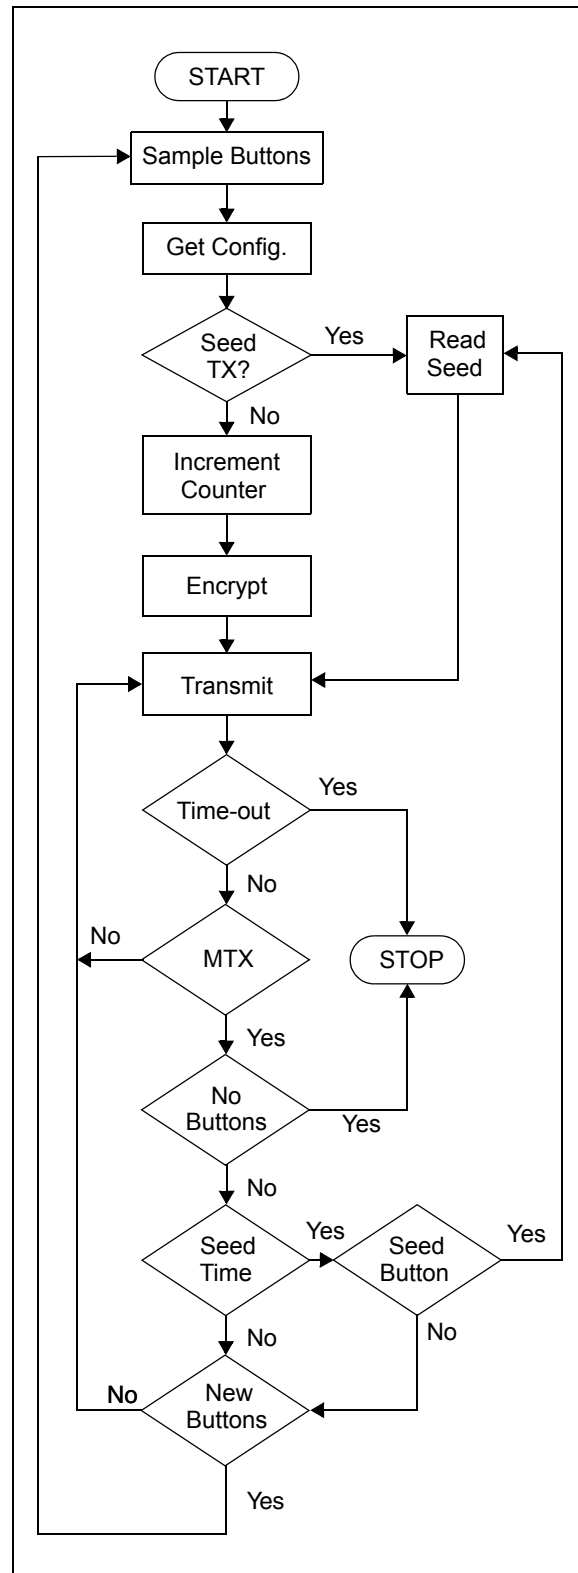 START
Sample Buttons
Get Config.
Seed
TX?
Yes
Read
Seed
No
Increment
Counter
Encrypt
Transmit
Time-out
Yes
No
No
MTX
STOP
Yes
No
Buttons
Yes
No
Seed
Time
Yes
Seed
Button
Yes
No
No
New
Buttons
No
Yes